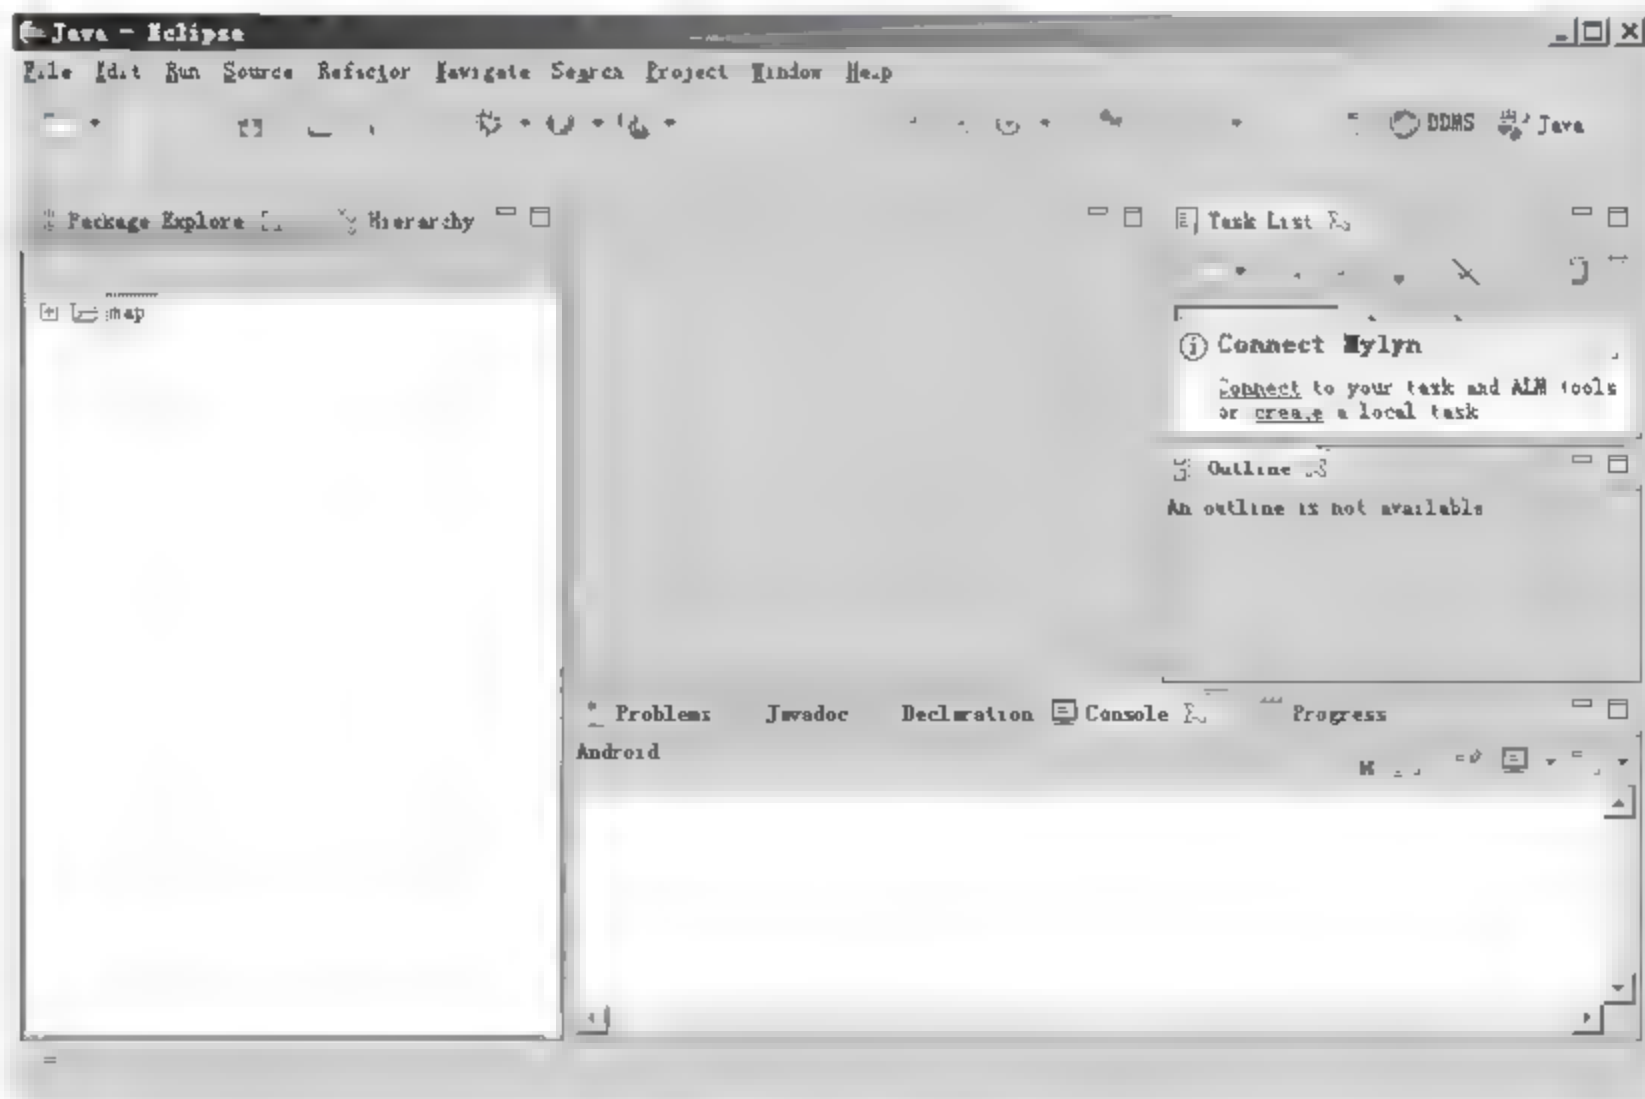 Java - Eclipse
File Edit Run Source Refactor Navigate Search Project Window Help
DDMS Java
Package Explore Hierarchy
map
Task List
Connect Mylyn
Connect to your task and ALM tools
or create a local task
Outline
An outline is not available
Problems Javadoc Declaration Console Progress
Android